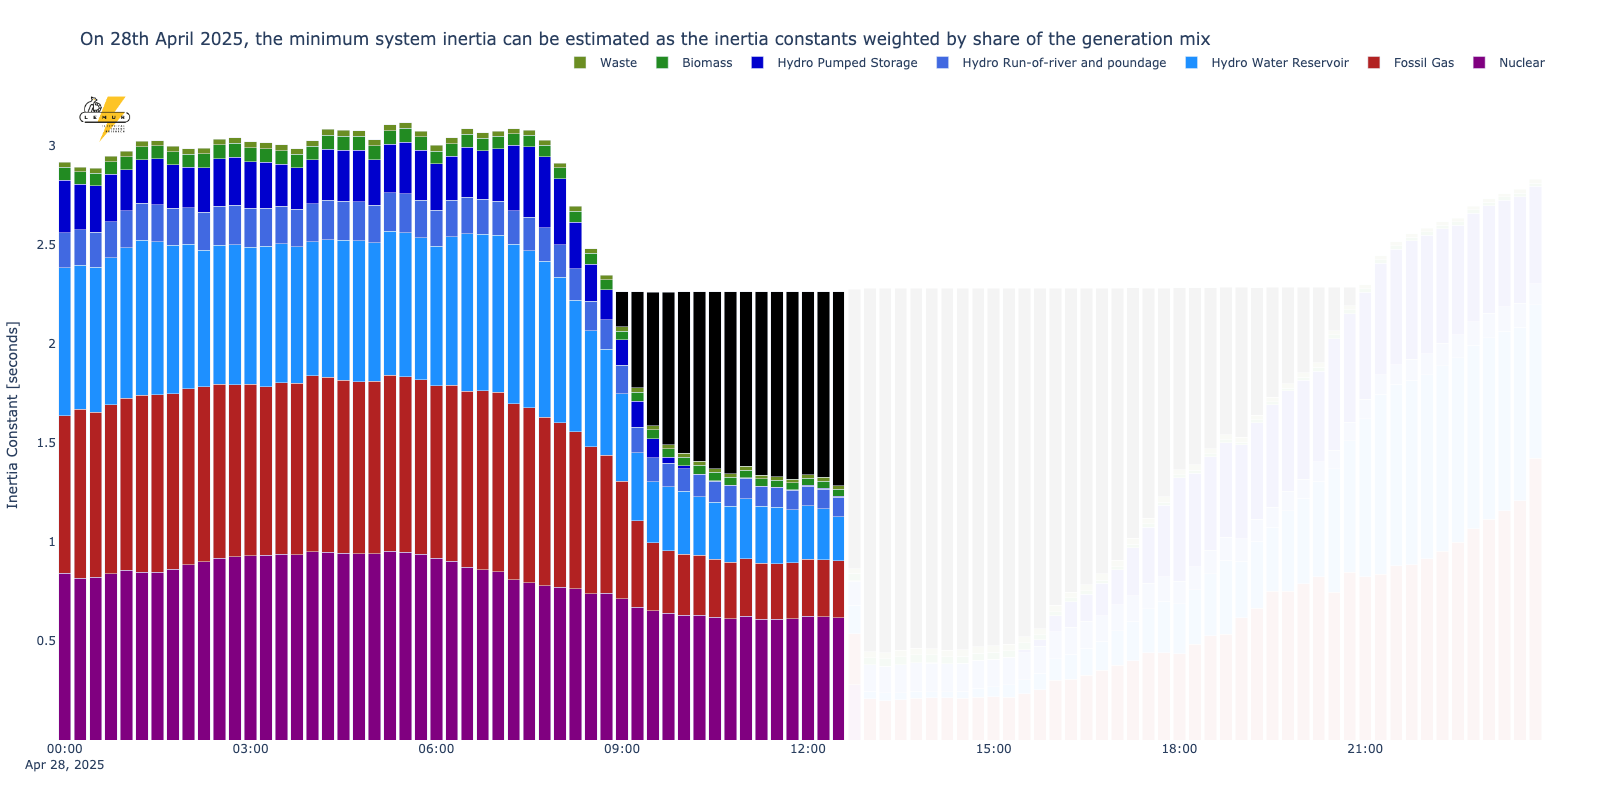 On 28th April 2025, the minimum system inertia can be estimated as the inertia constants weighted by share of the generation mix
Waste Biomass Hydro Pumped Storage Hydro Run-of-river and poundage Hydro Water Reservoir Fossil Gas Nuclear
LEMUR
3
2.5
2
1.5
1
0.5
Inertia Constant [seconds]
00:00 03:00 06:00 09:00 12:00 15:00 18:00 21:00
Apr 28, 2025